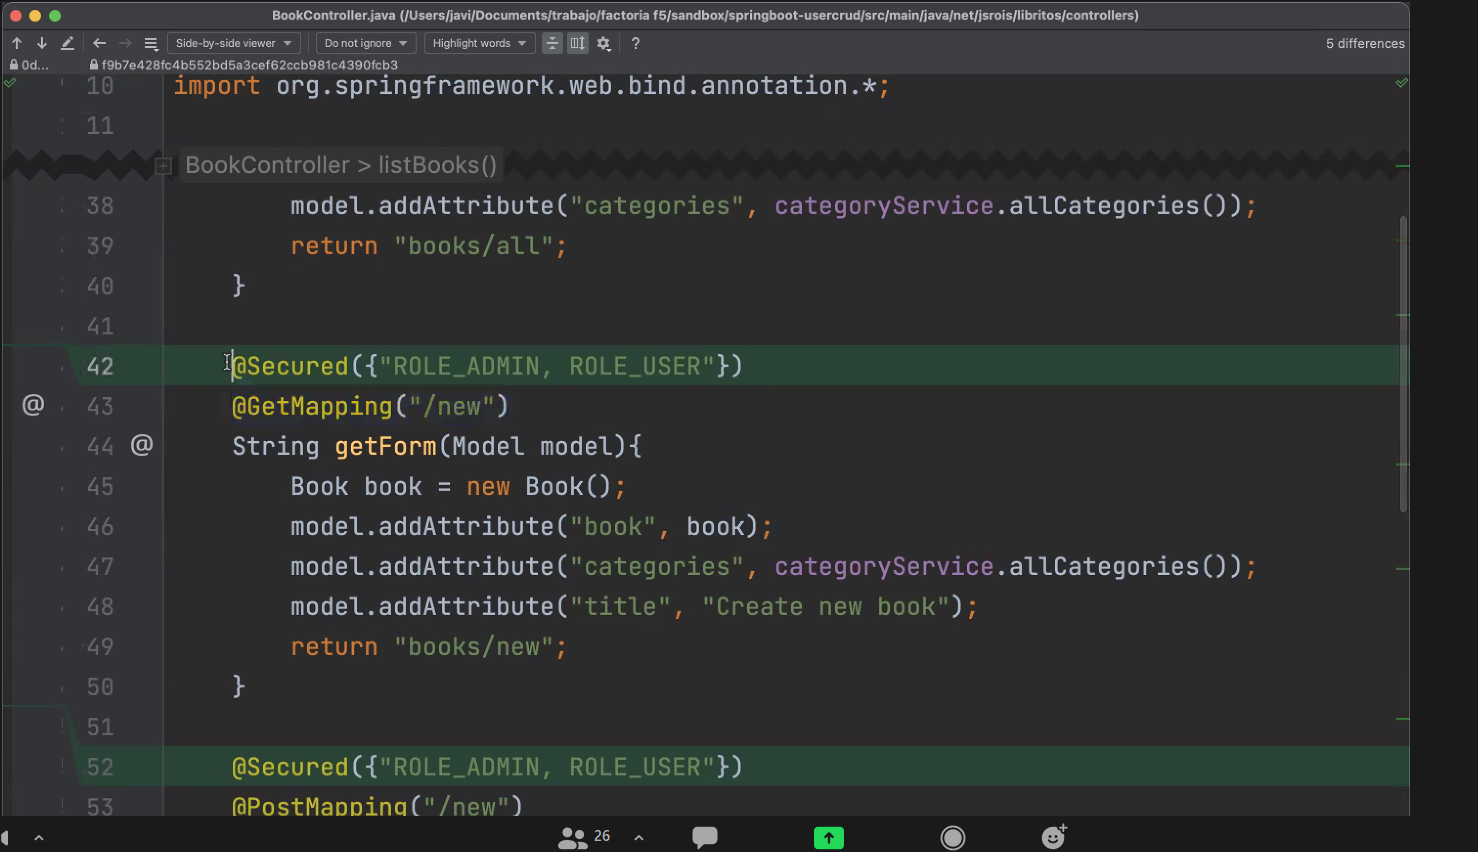 BookController.java (/Users/javi/Documents/trabajo/factoria f5/sandbox/springboot-usercrud/src/main/java/net/jsrois/libritos/controllers)
Side-by-side viewer Do not ignore Highlight words ? 5 differences
0d... f9b7e428fc4b552bd5a3cef62ccb981c4390fcb3
10 import org.springframework.web.bind.annotation.*;
11
BookController > listBooks()
38 model.addAttribute("categories", categoryService.allCategories());
39 return "books/all";
40 }
41
42 @Secured({"ROLE_ADMIN, ROLE_USER"})
@ 43 @GetMapping("/new")
44 @ String getForm(Model model){
45 Book book = new Book();
46 model.addAttribute("book", book);
47 model.addAttribute("categories", categoryService.allCategories());
48 model.addAttribute("title", "Create new book");
49 return "books/new";
50 }
51
52 @Secured({"ROLE_ADMIN, ROLE_USER"})
53 @PostMapping("/new")
26